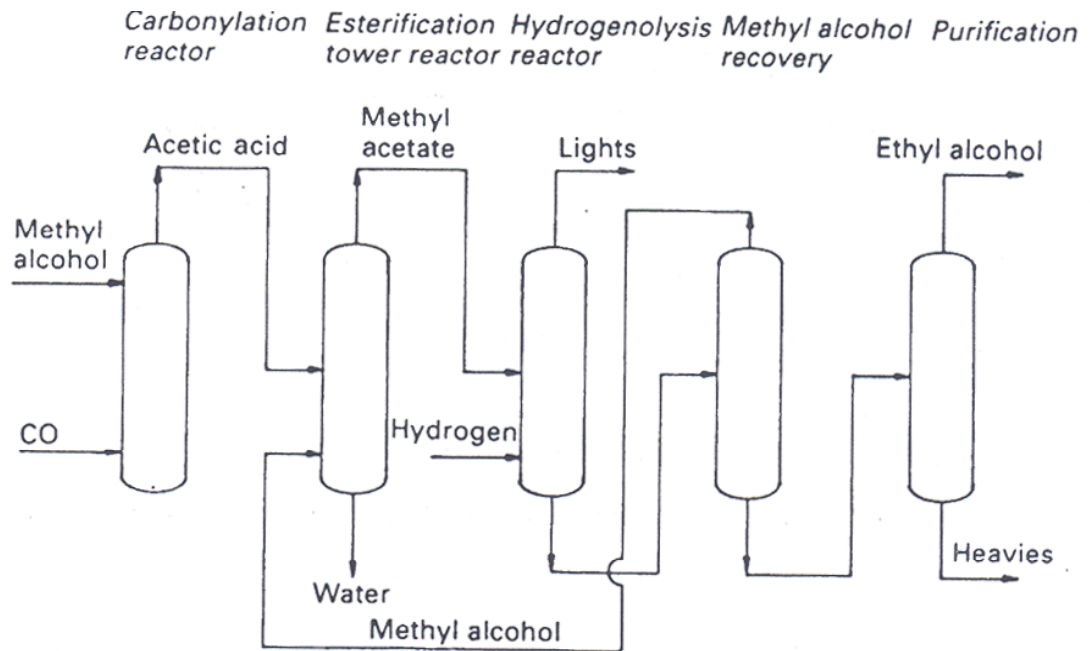 Carbonylation
reactor
Esterification
tower reactor
Hydrogenolysis
reactor
Methyl alcohol
recovery
Purification
Acetic acid
Methyl
acetate
Lights
Ethyl alcohol
Methyl
alcohol
CO
Hydrogen
Water
Methyl alcohol
Heavies